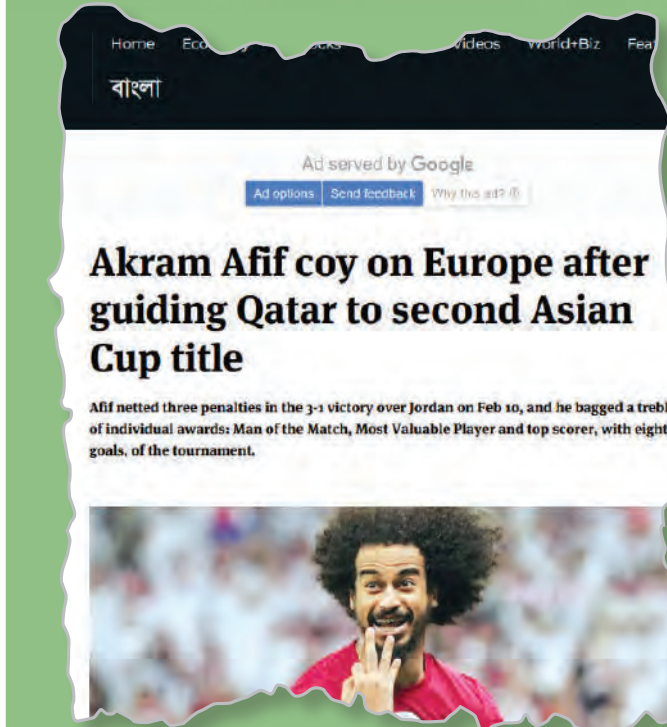 Home
Videos World+Biz
বাংলা
Ad served by Google
Ad options Send feedback Why this ad?
Akram Afif coy on Europe after
guiding Qatar to second Asian
Cup title
Afif netted three penalties in the 3-1 victory over Jordan on Feb 10, and he bagged a
of individual awards: Man of the Match, Most Valuable Player and top scorer, with eight
goals, of the tournament.